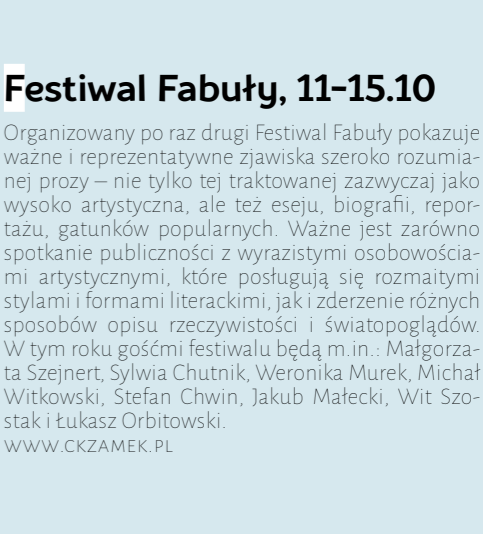 Festiwal Fabuły, 11-15.10
Organizowany po raz drugi Festiwal Fabuły pokazuje
ważne i reprezentatywne zjawiska szeroko rozumia-
nej prozy – nie tylko tej traktowanej zazwyczaj jako
wysoko artystyczna, ale też eseju, biografii, repor-
tażu, gatunków popularnych. Ważne jest zarówno
spotkanie publiczności z wyrazistymi osobowościa-
mi artystycznymi, które posługują się rozmaitymi
stylami i formami literackimi, jak i zderzenie różnych
sposobów opisu rzeczywistości i światopoglądów.
W tym roku gośćmi festiwalu będą m.in.: Małgorza-
ta Szejnert, Sylwia Chutnik, Weronika Murek, Michał
Witkowski, Stefan Chwin, Jakub Małecki, Wit Szo-
stak i Łukasz Orbitowski.
WWW.CKZAMEK.PL